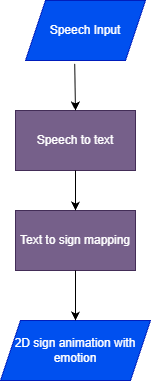 Speech Input
Speech to text
Text to sign mapping
2D sign animation with
emotion